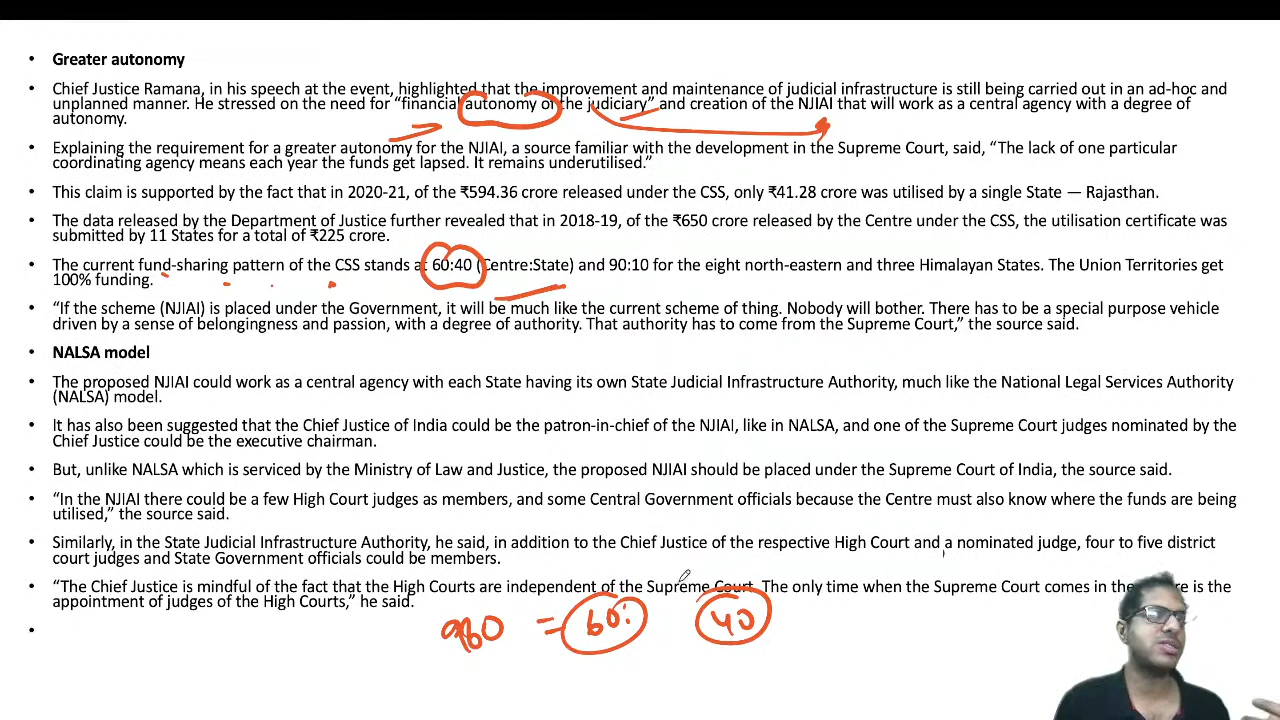 • Greater autonomy
• Chief Justice Ramana, in his speech at the event, highlighted that the improvement and maintenance of judicial infrastructure is still being carried out in an ad-hoc and
unplanned manner. He stressed on the need for “financial autonomy of the judiciary” and creation of the NJIAI that will work as a central agency with a degree of
autonomy.
• Explaining the requirement for a greater autonomy for the NJIAI, a source familiar with the development in the Supreme Court, said, “The lack of one particular
coordinating agency means each year the funds get lapsed. It remains underutilised.”
• This claim is supported by the fact that in 2020-21, of the ₹594.36 crore released under the CSS, only ₹41.28 crore was utilised by a single State — Rajasthan.
• The data released by the Department of Justice further revealed that in 2018-19, of the ₹650 crore released by the Centre under the CSS, the utilisation certificate was
submitted by 11 States for a total of ₹225 crore.
• The current fund-sharing pattern of the CSS stands at 60:40 (Centre:State) and 90:10 for the eight north-eastern and three Himalayan States. The Union Territories get
100% funding.
• “If the scheme (NJIAI) is placed under the Government, it will be much like the current scheme of thing. Nobody will bother. There has to be a special purpose vehicle
driven by a sense of belongingness and passion, with a degree of authority. That authority has to come from the Supreme Court,” the source said.
• NALSA model
• The proposed NJIAI could work as a central agency with each State having its own State Judicial Infrastructure Authority, much like the National Legal Services Authority
(NALSA) model.
• It has also been suggested that the Chief Justice of India could be the patron-in-chief of the NJIAI, like in NALSA, and one of the Supreme Court judges nominated by the
Chief Justice could be the executive chairman.
• But, unlike NALSA which is serviced by the Ministry of Law and Justice, the proposed NJIAI should be placed under the Supreme Court of India, the source said.
• “In the NJIAI there could be a few High Court judges as members, and some Central Government officials because the Centre must also know where the funds are being
utilised,” the source said.
• Similarly, in the State Judicial Infrastructure Authority, he said, in addition to the Chief Justice of the respective High Court and a nominated judge, four to five district
court judges and State Government officials could be members.
• “The Chief Justice is mindful of the fact that the High Courts are independent of the Supreme Court. The only time when the Supreme Court comes in the is the
appointment of judges of the High Courts,” he said.
= 60: 40
•